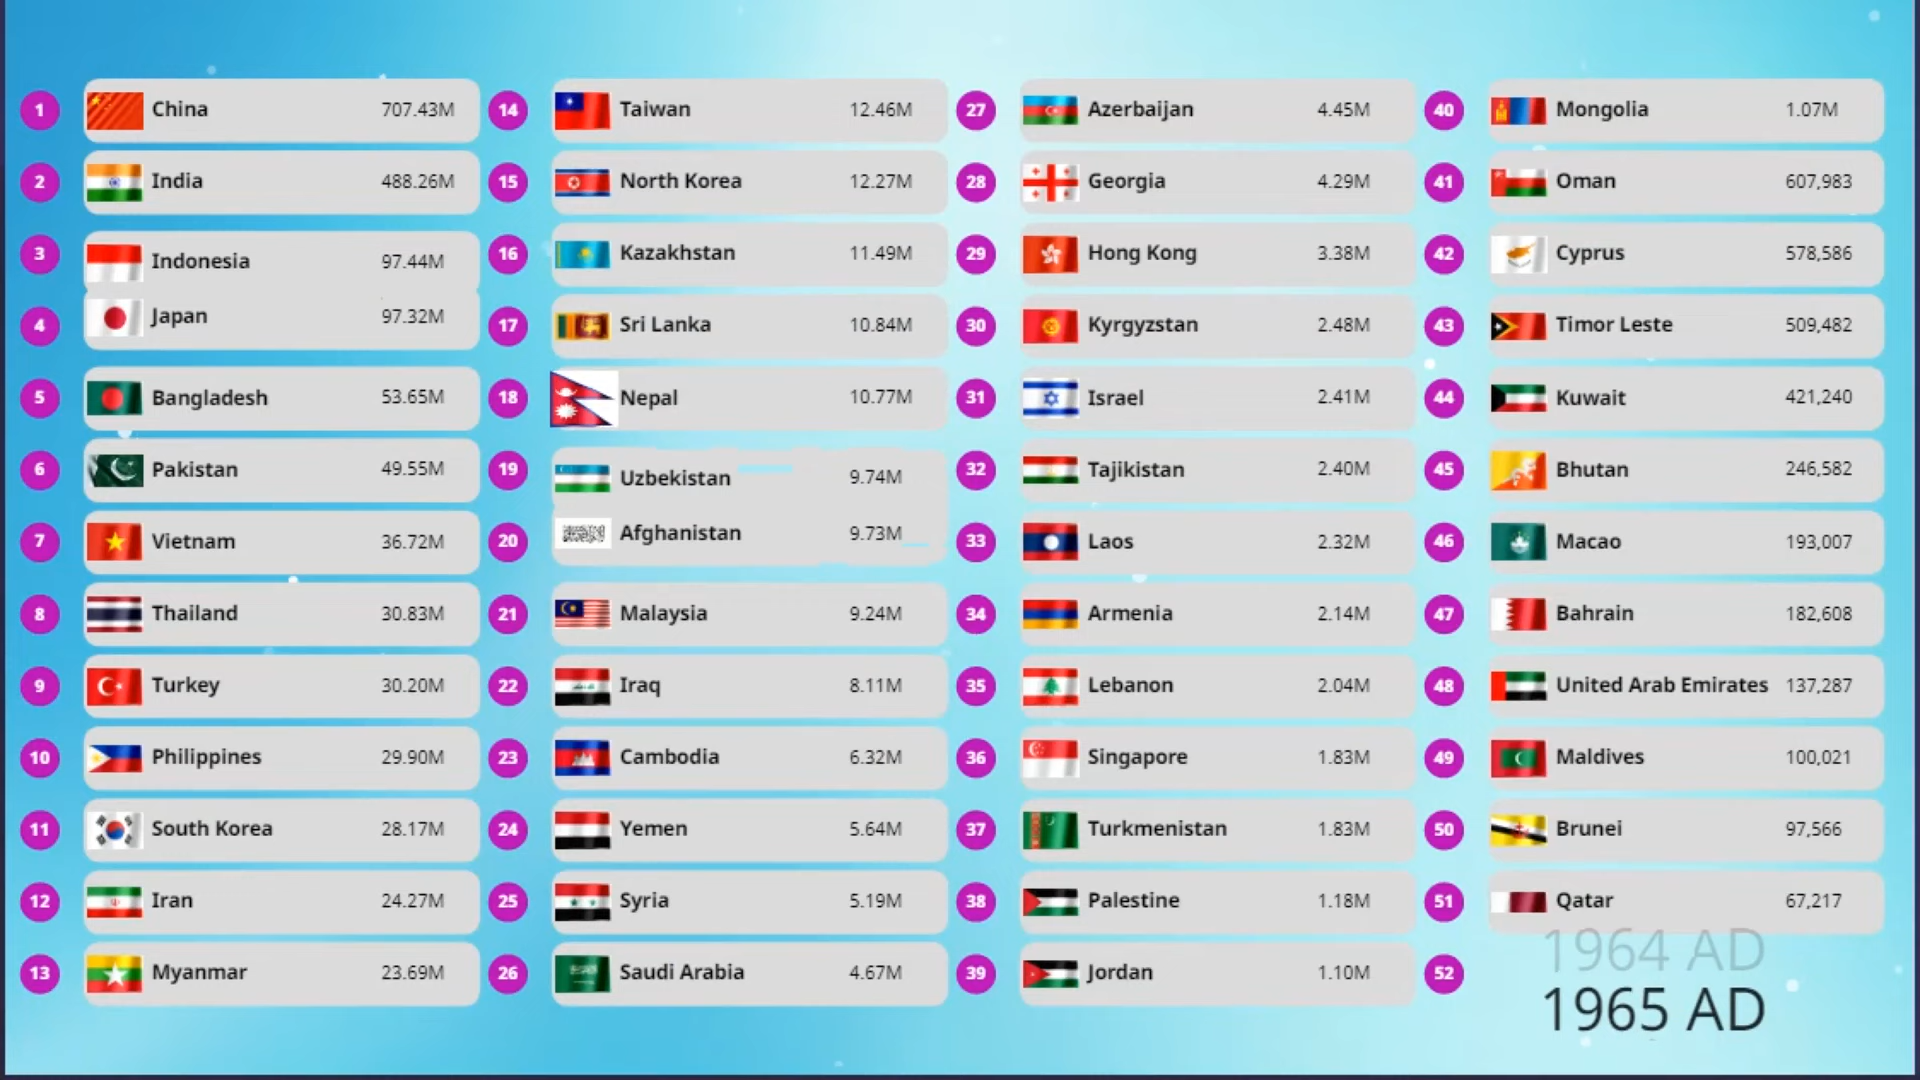 1 China 707.43M
2 India 488.26M
3 Indonesia 97.44M
4 Japan 97.32M
5 Bangladesh 53.65M
6 Pakistan 49.55M
7 Vietnam 36.72M
8 Thailand 30.83M
9 Turkey 30.20M
10 Philippines 29.90M
11 South Korea 28.17M
12 Iran 24.27M
13 Myanmar 23.69M
14 Taiwan 12.46M
15 North Korea 12.27M
16 Kazakhstan 11.49M
17 Sri Lanka 10.84M
18 Nepal 10.77M
19 Uzbekistan 9.74M
20 Afghanistan 9.73M
21 Malaysia 9.24M
22 Iraq 8.11M
23 Cambodia 6.32M
24 Yemen 5.64M
25 Syria 5.19M
26 Saudi Arabia 4.67M
27 Azerbaijan 4.45M
28 Georgia 4.29M
29 Hong Kong 3.38M
30 Kyrgyzstan 2.48M
31 Israel 2.41M
32 Tajikistan 2.40M
33 Laos 2.32M
34 Armenia 2.14M
35 Lebanon 2.04M
36 Singapore 1.83M
37 Turkmenistan 1.83M
38 Palestine 1.18M
39 Jordan 1.10M
40 Mongolia 1.07M
41 Oman 607,983
42 Cyprus 578,586
43 Timor Leste 509,482
44 Kuwait 421,240
45 Bhutan 246,582
46 Macao 193,007
47 Bahrain 182,608
48 United Arab Emirates 137,287
49 Maldives 100,021
50 Brunei 97,566
51 Qatar 67,217
52
1964 AD
1965 AD